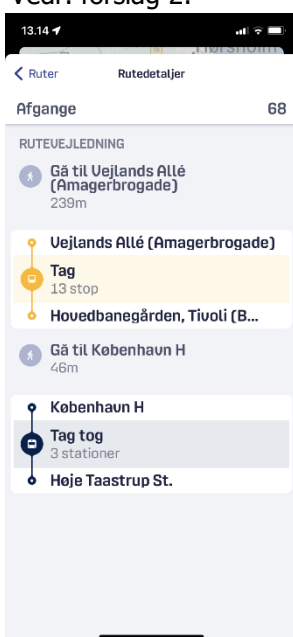 Vedr. forslag 2:
13.14
Ruter
Rutedetaljer
Afgange 68
RUTEVEJLEDNING
Gå til Vejlands Allé
(Amagerbrogade)
239m
Vejlands Allé (Amagerbrogade)
Tag
13 stop
Hovedbanegården, Tivoli (B...
Gå til København H
46m
København H
Tag tog
3 stationer
Høje Taastrup St.